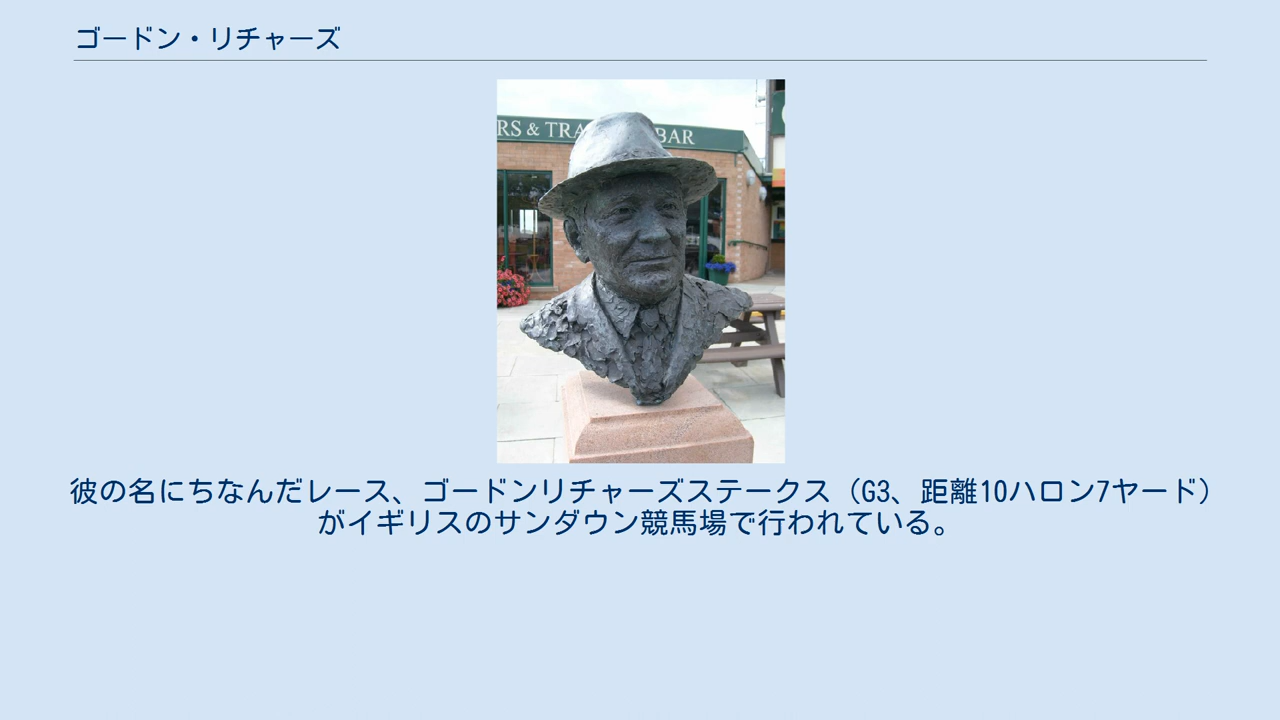 ゴードン・リチャーズ
RS & TRA BAR
彼の名にちなんだレース、ゴードンリチャーズステークス（G3、距離10ハロン7ヤード）
がイギリスのサンダウン競馬場で行われている。